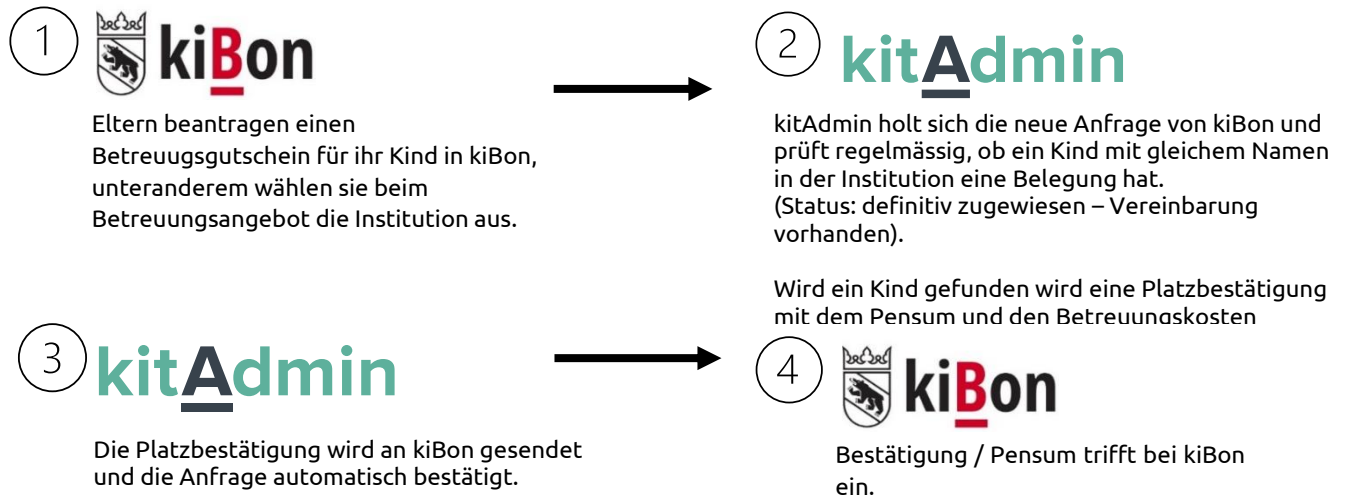 1
kiBon
Eltern beantragen einen
Betreuugsgutschein für ihr Kind in kiBon,
unteranderem wählen sie beim
Betreuungsangebot die Institution aus.
2
kitAdmin
kitAdmin holt sich die neue Anfrage von kiBon und
prüft regelmässig, ob ein Kind mit gleichem Namen
in der Institution eine Belegung hat.
(Status: definitiv zugewiesen – Vereinbarung
vorhanden).
Wird ein Kind gefunden wird eine Platzbestätigung
mit dem Pensum und den Betreuungskosten
3
kitAdmin
Die Platzbestätigung wird an kiBon gesendet
und die Anfrage automatisch bestätigt.
4
kiBon
Bestätigung / Pensum trifft bei kiBon
ein.